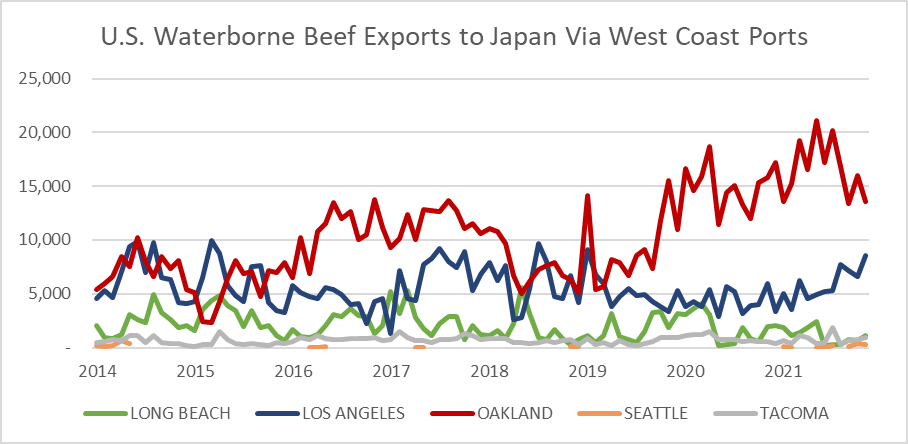 U.S. Waterborne Beef Exports to Japan Via West Coast Ports
25,000
20,000
15,000
10,000
5,000
-
2014 2015 2016 2017 2018 2019 2020 2021
LONG BEACH LOS ANGELES OAKLAND SEATTLE TACOMA